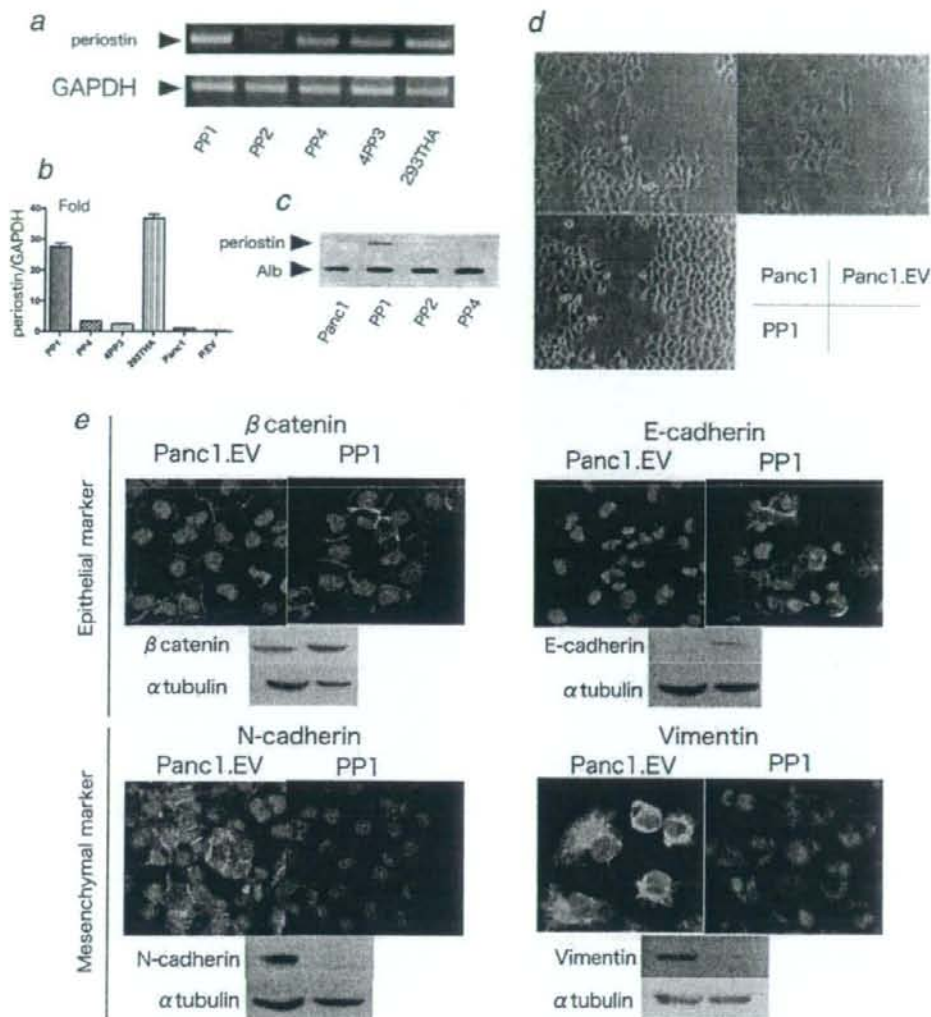 a
periostin
GAPDH
PP1 PP2 PP4 4PP3 293THA
b
Fold
periostin/GAPDH
40
30
20
10
0
PP1 PP4 4PP3 293THA Panc1 P.EV
c
periostin
Alb
Panc1 PP1 PP2 PP4
d
Panc1 Panc1.EV
PP1
e
Epithelial marker
β catenin
Panc1.EV PP1
β catenin
α tubulin
E-cadherin
Panc1.EV PP1
E-cadherin
α tubulin
Mesenchymal marker
N-cadherin
Panc1.EV PP1
N-cadherin
α tubulin
Vimentin
Panc1.EV PP1
Vimentin
α tubulin